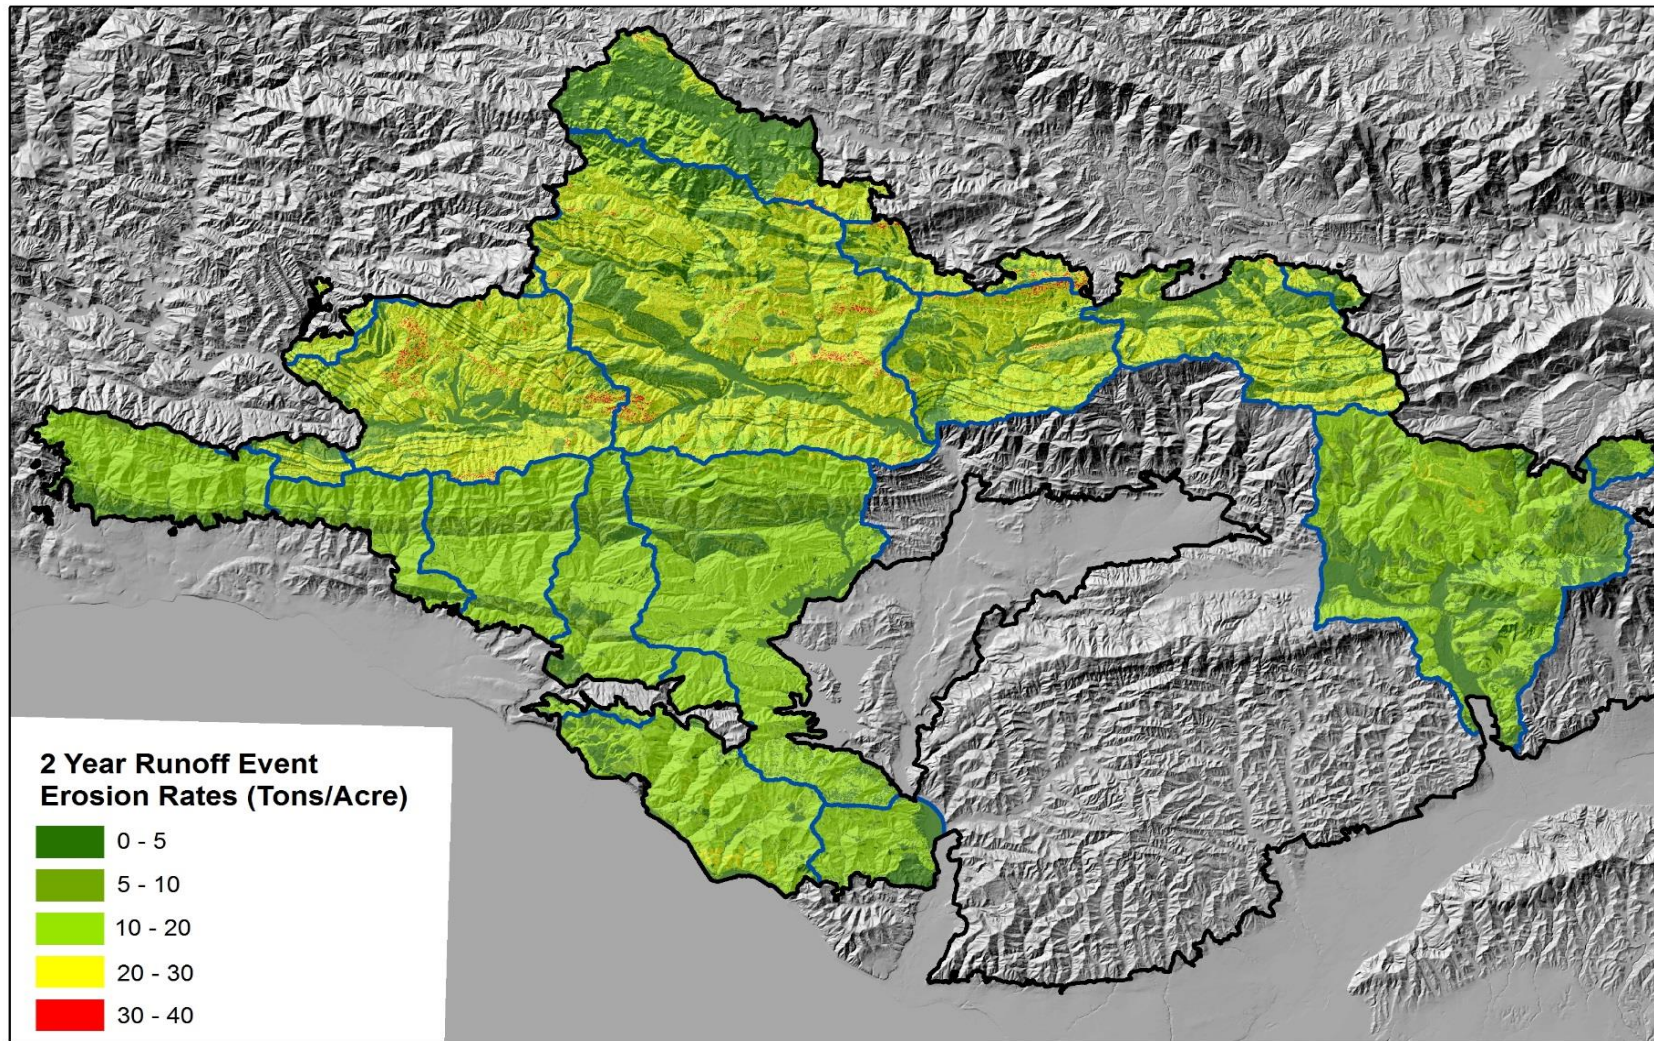 2 Year Runoff Event
Erosion Rates (Tons/Acre)
0 - 5
5 - 10
10 - 20
20 - 30
30 - 40